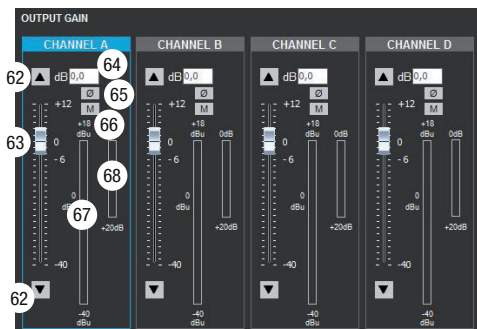 OUTPUT GAIN
CHANNEL A CHANNEL B CHANNEL C CHANNEL D
62 ▲ dB 0,0 64 ▲ dB 0,0 ▲ dB 0,0 ▲ dB 0,0
Ø 65 Ø Ø Ø
+12 M +12 M +12 M +12 M
+18 66 +18 +18 +18
dBu dBu 0dB dBu 0dB dBu 0dB
63 0 0 0 0
-6 -6 -6 -6
68
0 0 0 0
dBu 67 dBu dBu dBu
+20dB +20dB +20dB +20dB
-40 -40 -40 -40
62 ▼ ▼ ▼ ▼
-40 -40 -40 -40
dBu dBu dBu dBu